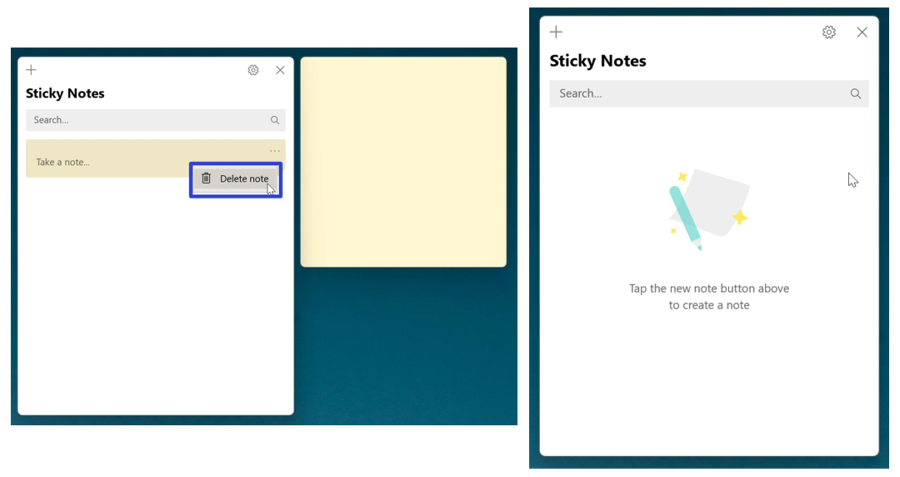 Sticky Notes
Search...
Take a note...
Delete note
Sticky Notes
Search...
Tap the new note button above
to create a note